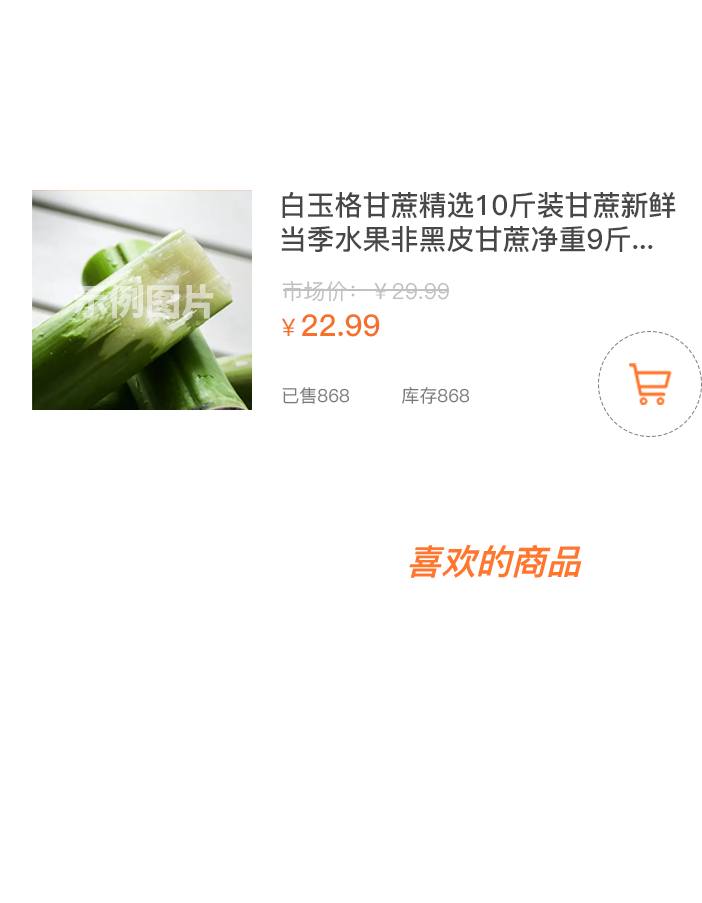 白玉格甘蔗精选10斤装甘蔗新鲜
当季水果非黑皮甘蔗净重9斤...
示例图片
市场价：￥29.99
￥22.99
已售868 库存868
喜欢的商品